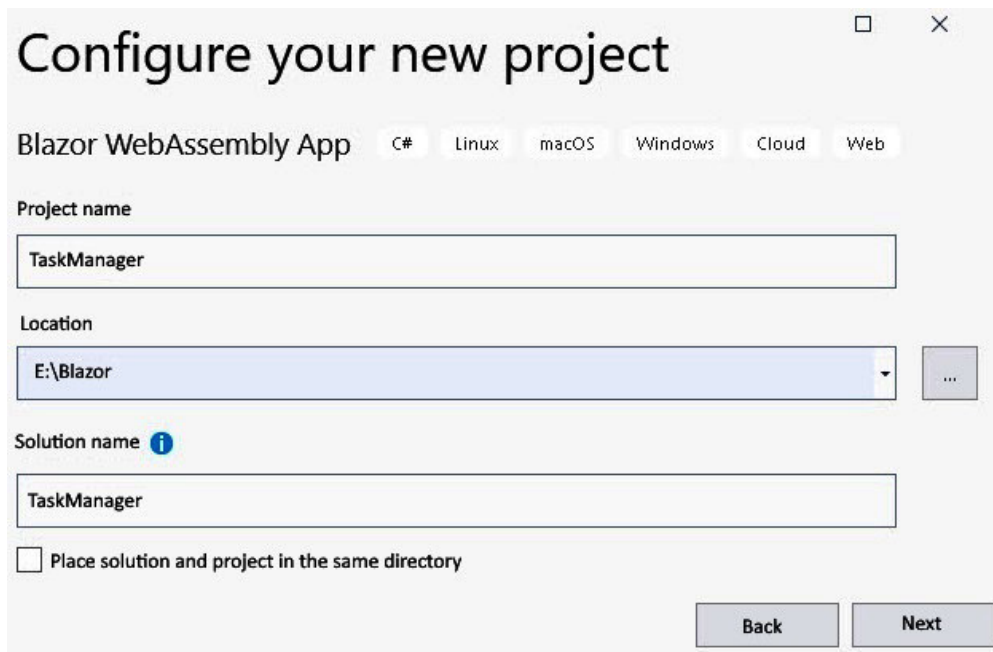 Configure your new project
Blazor WebAssembly App C# Linux macOS Windows Cloud Web
Project name
TaskManager
Location
E:\Blazor
...
Solution name i
TaskManager
Place solution and project in the same directory
Back Next